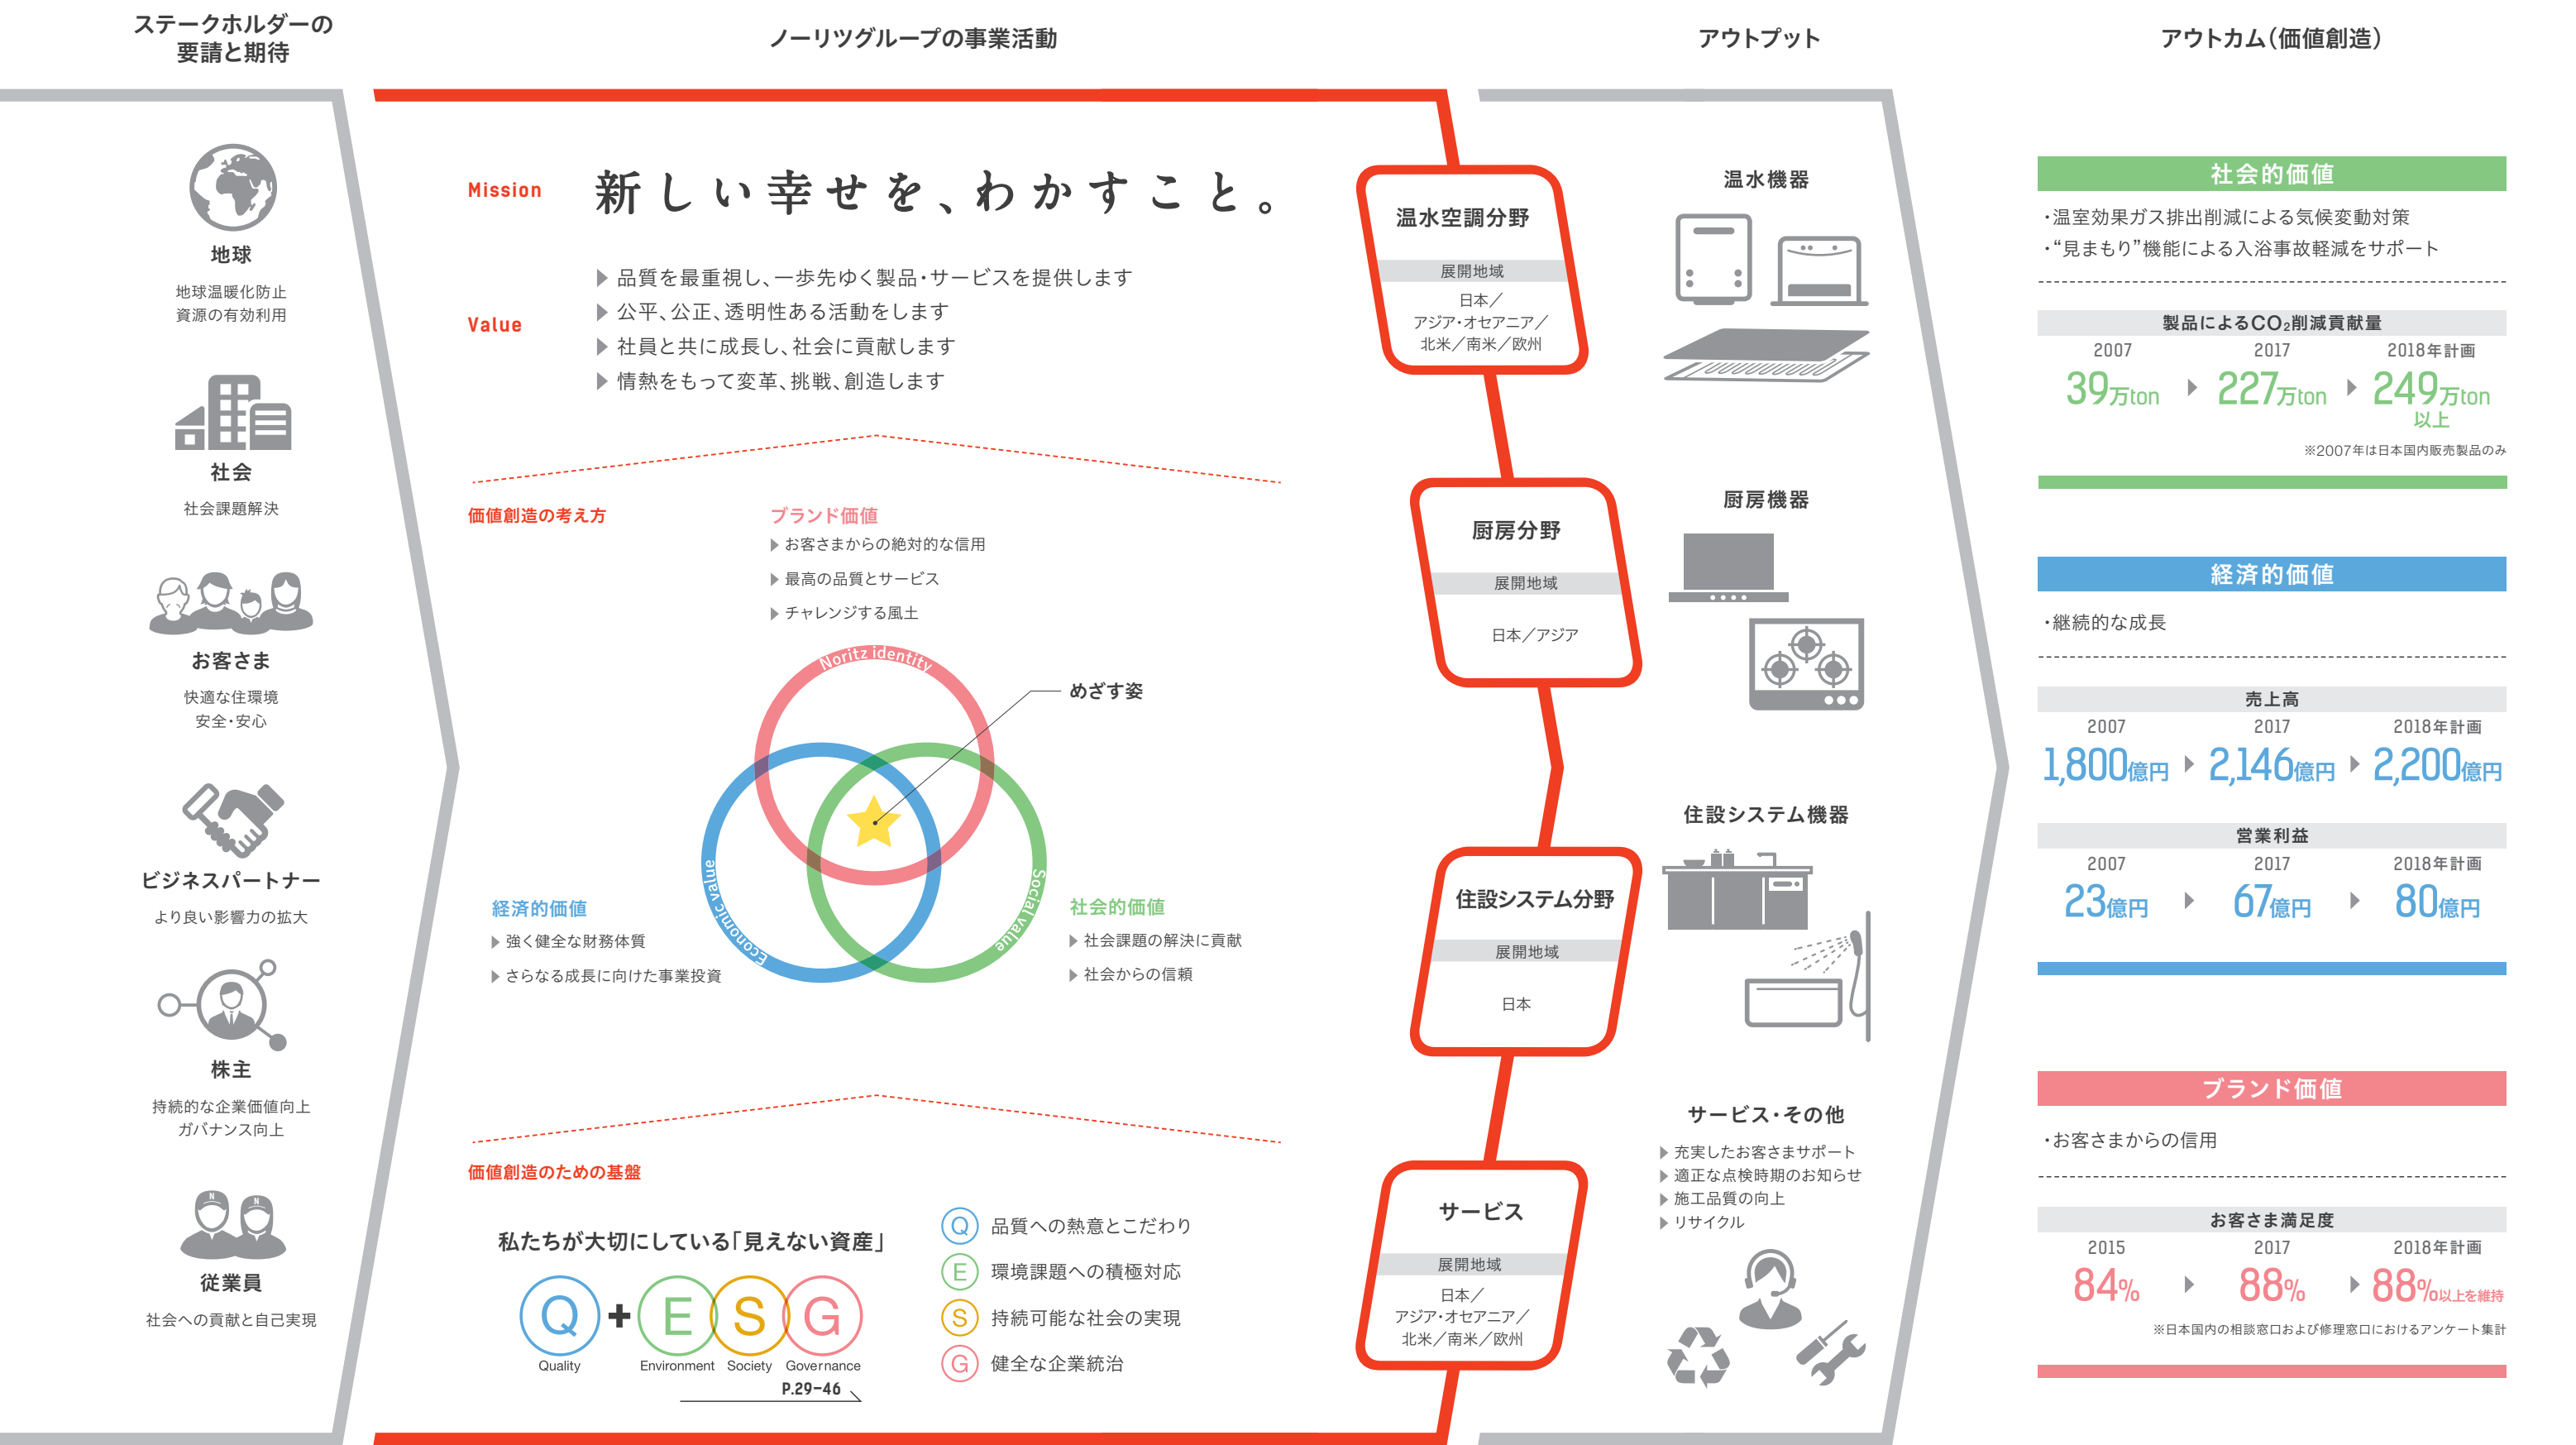 ステークホルダーの
要請と期待
地球
地球温暖化防止
資源の有効利用
社会
社会課題解決
お客さま
快適な住環境
安全・安心
ビジネスパートナー
より良い影響力の拡大
株主
持続的な企業価値向上
ガバナンス向上
N N
従業員
社会への貢献と自己実現
ノーリツグループの事業活動
Mission
新しい幸せを、わかすこと。
Value
品質を最重視し、一歩先ゆく製品・サービスを提供します
公平、公正、透明性ある活動をします
社員と共に成長し、社会に貢献します
情熱をもって変革、挑戦、創造します
価値創造の考え方
ブランド価値
お客さまからの絶対的な信用
最高の品質とサービス
チャレンジする風土
Noritz identity
めざす姿
Economic value
Social value
経済的価値
強く健全な財務体質
さらなる成長に向けた事業投資
社会的価値
社会課題の解決に貢献
社会からの信頼
価値創造のための基盤
私たちが大切にしている「見えない資産」
Q + E S G
Quality Environment Society Governance
P.29-46
Q 品質への熱意とこだわり
E 環境課題への積極対応
S 持続可能な社会の実現
G 健全な企業統治
温水空調分野
展開地域
日本／
アジア・オセアニア／
北米／南米／欧州
厨房分野
展開地域
日本／アジア
住設システム分野
展開地域
日本
サービス
展開地域
日本／
アジア・オセアニア／
北米／南米／欧州
アウトプット
温水機器
厨房機器
住設システム機器
サービス・その他
充実したお客さまサポート
適正な点検時期のお知らせ
施工品質の向上
リサイクル
アウトカム（価値創造）
社会的価値
・温室効果ガス排出削減による気候変動対策
・“見まもり”機能による入浴事故軽減をサポート
製品によるCO₂削減貢献量
2007 2017 2018年計画
39万ton 227万ton 249万ton
以上
※2007年は日本国内販売製品のみ
経済的価値
・継続的な成長
売上高
2007 2017 2018年計画
1,800億円 2,146億円 2,200億円
営業利益
2007 2017 2018年計画
23億円 67億円 80億円
ブランド価値
・お客さまからの信用
お客さま満足度
2015 2017 2018年計画
84% 88% 88%以上を維持
※日本国内の相談窓口および修理窓口におけるアンケート集計